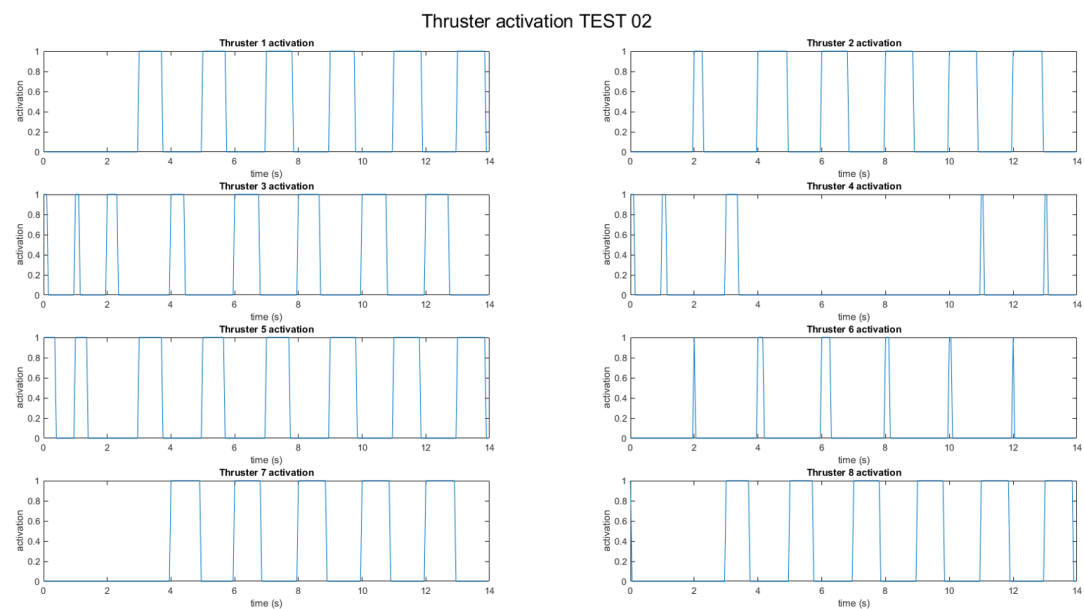 Thruster activation TEST 02
Thruster 1 activation
1
0.8
0.6
0.4
0.2
0
activation
0 2 4 6 8 10 12 14
time (s)
Thruster 2 activation
1
0.8
0.6
0.4
0.2
0
activation
0 2 4 6 8 10 12 14
time (s)
Thruster 3 activation
1
0.8
0.6
0.4
0.2
0
activation
0 2 4 6 8 10 12 14
time (s)
Thruster 4 activation
1
0.8
0.6
0.4
0.2
0
activation
0 2 4 6 8 10 12 14
time (s)
Thruster 5 activation
1
0.8
0.6
0.4
0.2
0
activation
0 2 4 6 8 10 12 14
time (s)
Thruster 6 activation
1
0.8
0.6
0.4
0.2
0
activation
0 2 4 6 8 10 12 14
time (s)
Thruster 7 activation
1
0.8
0.6
0.4
0.2
0
activation
0 2 4 6 8 10 12 14
time (s)
Thruster 8 activation
1
0.8
0.6
0.4
0.2
0
activation
0 2 4 6 8 10 12 14
time (s)